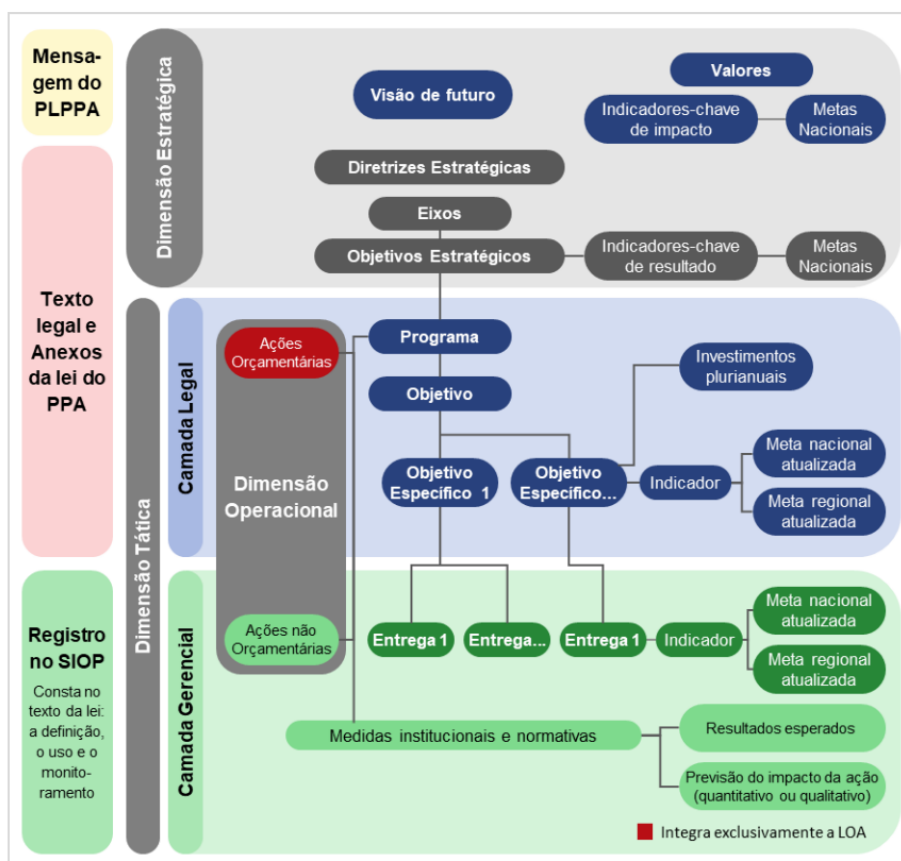 Mensa-
gem do
PLPPA
Texto
legal e
Anexos
da lei do
PPA
Registro
no SIOP
Consta no
texto da lei:
a definição,
o uso e o
monito-
ramento
Dimensão Estratégica
Visão de futuro
Valores
Indicadores-chave
de impacto
Metas
Nacionais
Diretrizes Estratégicas
Eixos
Objetivos Estratégicos
Indicadores-chave
de resultado
Metas
Nacionais
Dimensão Tática
Camada Legal
Ações
Orçamentárias
Dimensão
Operacional
Ações não
Orçamentárias
Programa
Objetivo
Investimentos
plurianuais
Objetivo
Específico 1
Objetivo
Específico...
Indicador
Meta nacional
atualizada
Meta regional
atualizada
Camada Gerencial
Entrega 1
Entrega...
Entrega 1
Indicador
Meta nacional
atualizada
Meta regional
atualizada
Medidas institucionais e normativas
Resultados esperados
Previsão do impacto da ação
(quantitativo ou qualitativo)
Integra exclusivamente a LOA